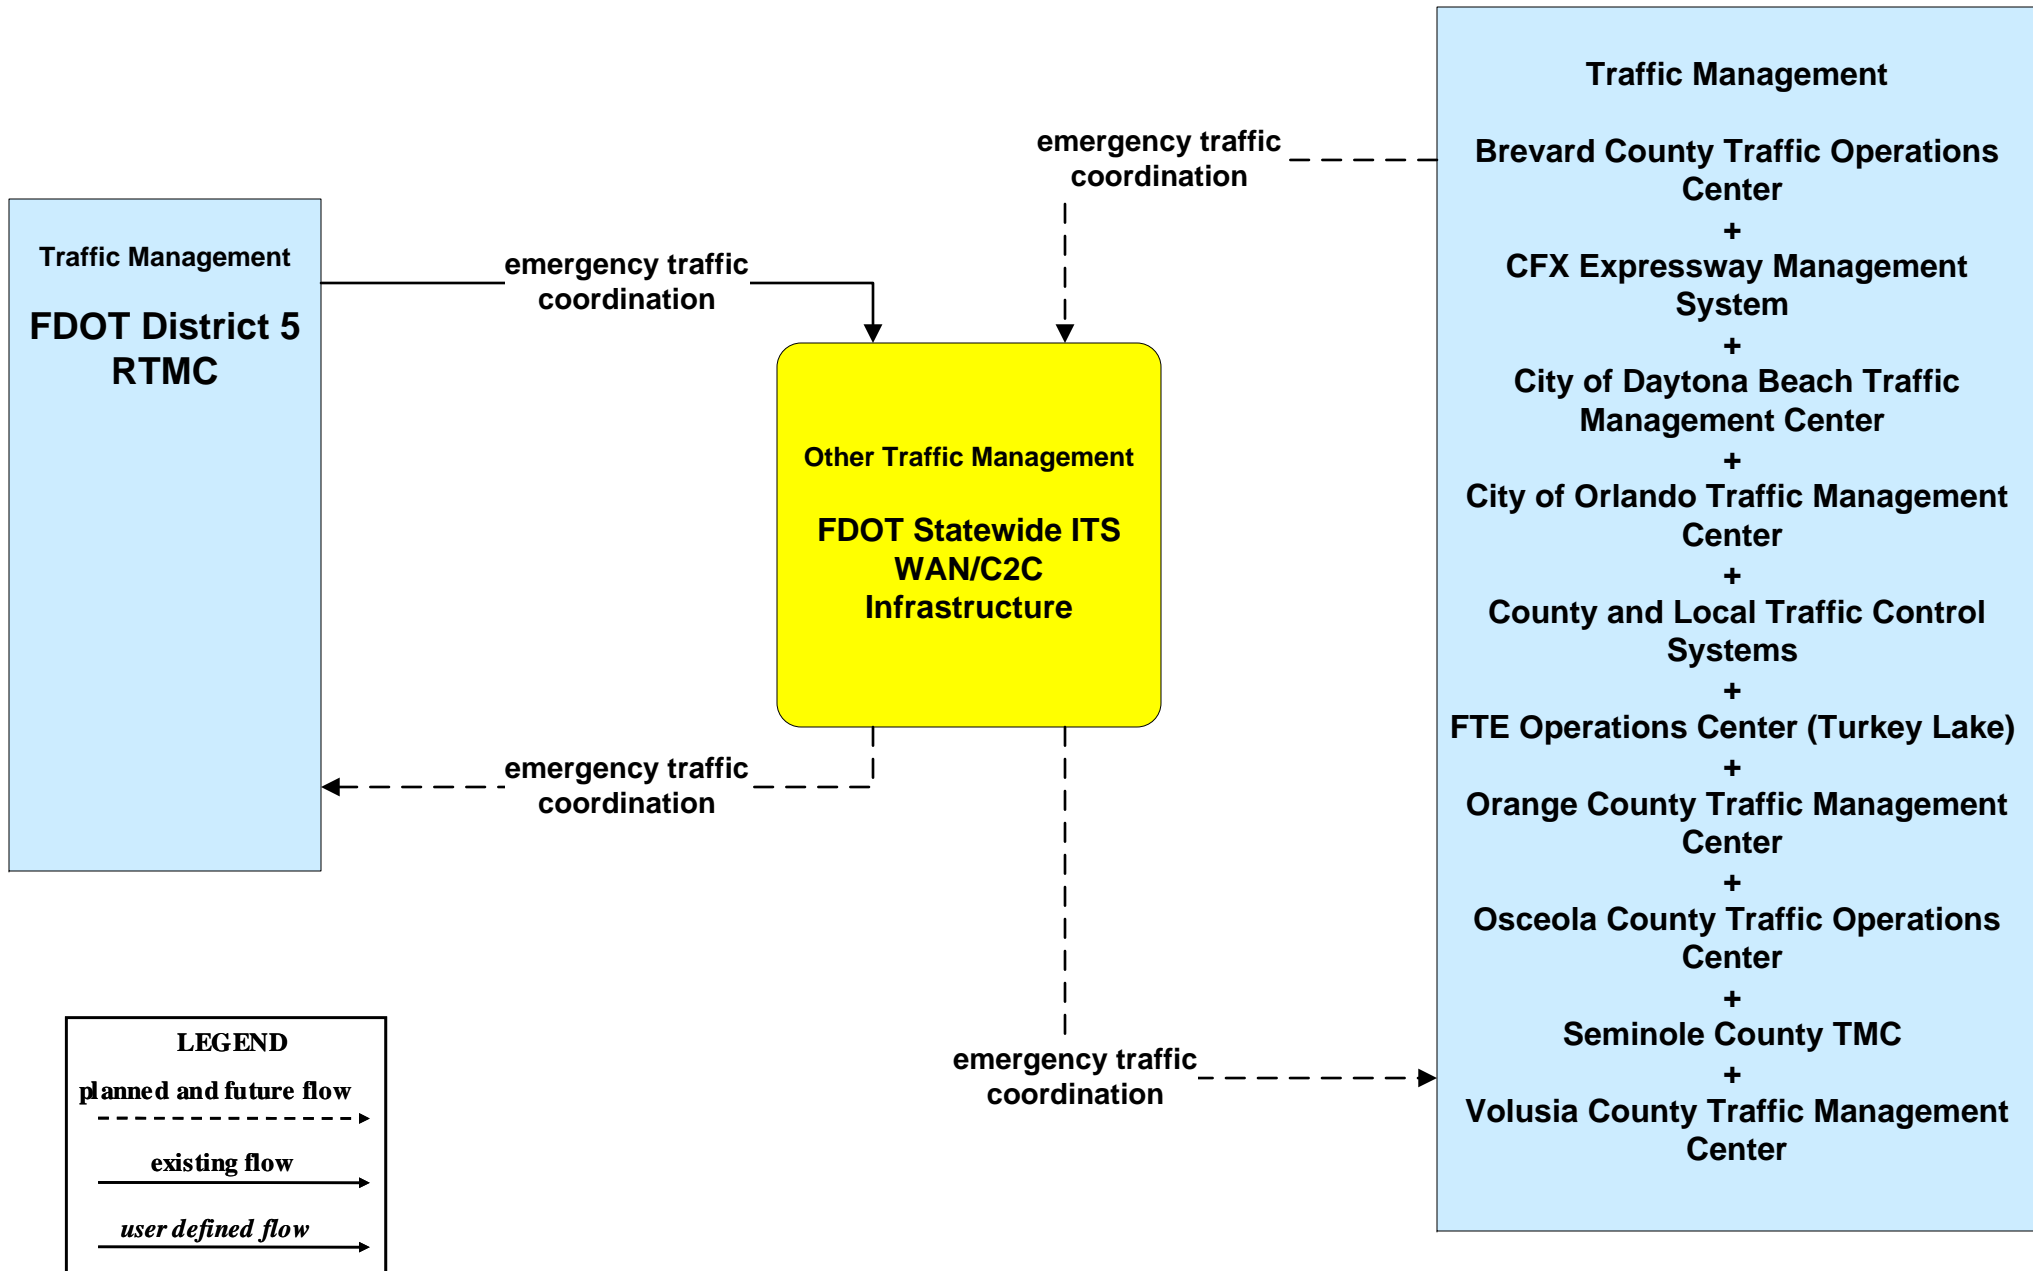 Traffic Management
FDOT District 5
RTMC
emergency traffic
coordination
emergency traffic
coordination
Other Traffic Management
FDOT Statewide ITS
WAN/C2C
Infrastructure
emergency traffic
coordination
emergency traffic
coordination
Traffic Management
Brevard County Traffic Operations
Center
+
CFX Expressway Management
System
+
City of Daytona Beach Traffic
Management Center
+
City of Orlando Traffic Management
Center
+
County and Local Traffic Control
Systems
+
FTE Operations Center (Turkey Lake)
+
Orange County Traffic Management
Center
+
Osceola County Traffic Operations
Center
+
Seminole County TMC
+
Volusia County Traffic Management
Center
LEGEND
planned and future flow
existing flow
user defined flow